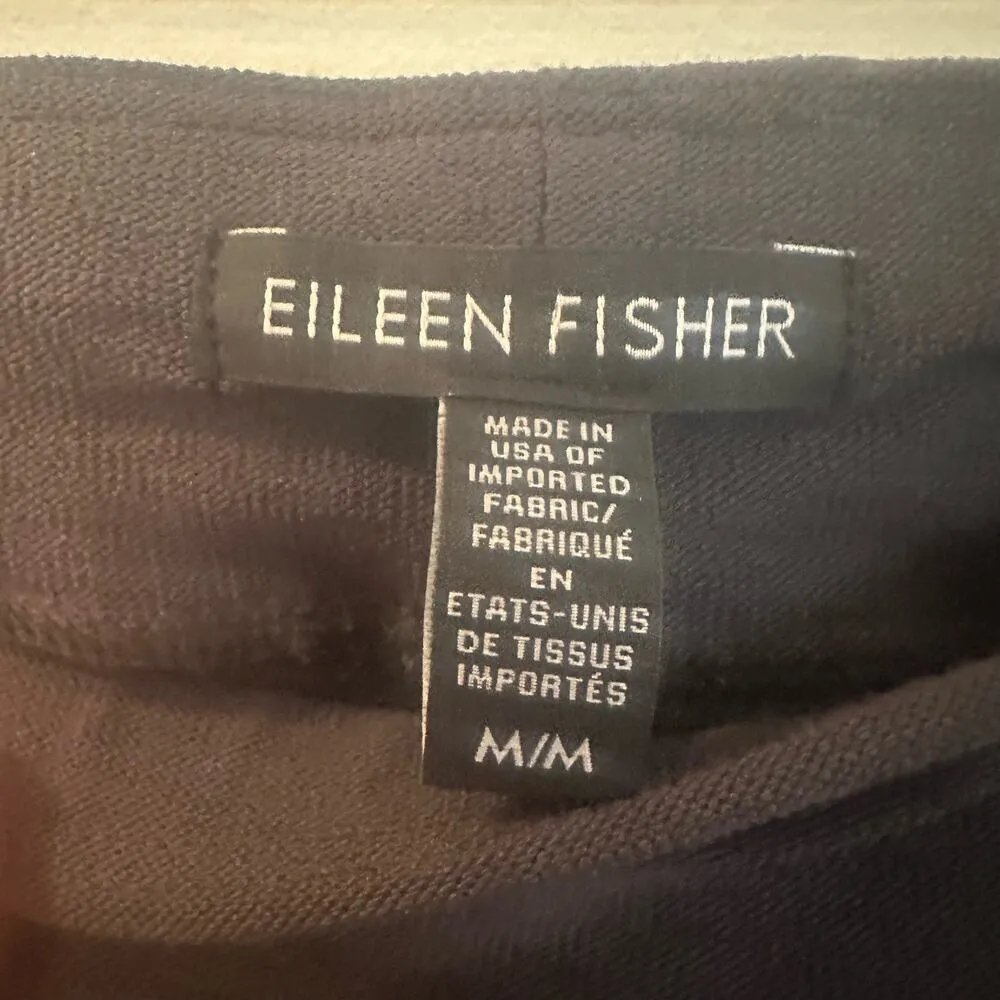 EILEEN FISHER
MADE IN
USA OF
IMPORTED
FABRIC/
FABRIQUÉ
EN
ETATS-UNIS
DE TISSUS
IMPORTÉS
M/M